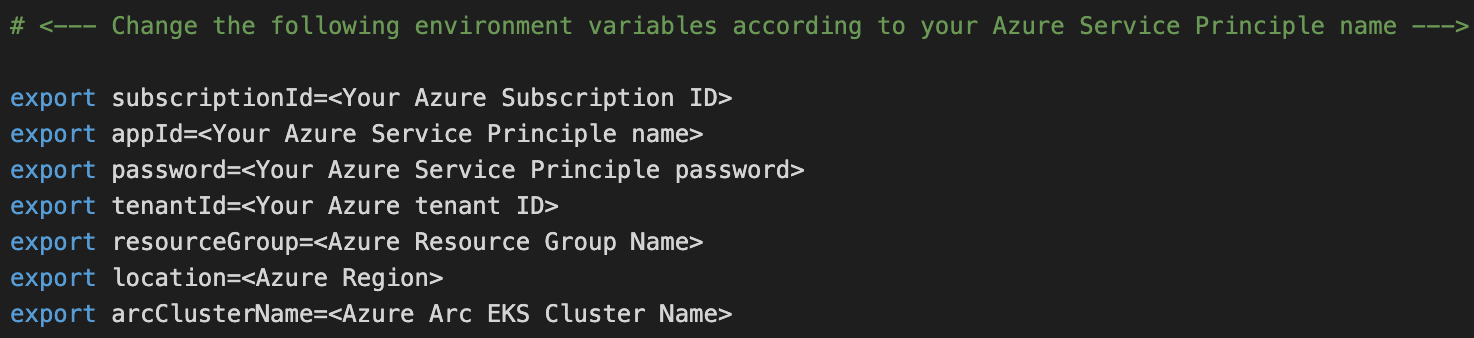 # <--- Change the following environment variables according to your Azure Service Principle name --->
export subscriptionId=<Your Azure Subscription ID>
export appId=<Your Azure Service Principle name>
export password=<Your Azure Service Principle password>
export tenantId=<Your Azure tenant ID>
export resourceGroup=<Azure Resource Group Name>
export location=<Azure Region>
export arcClusterName=<Azure Arc EKS Cluster Name>